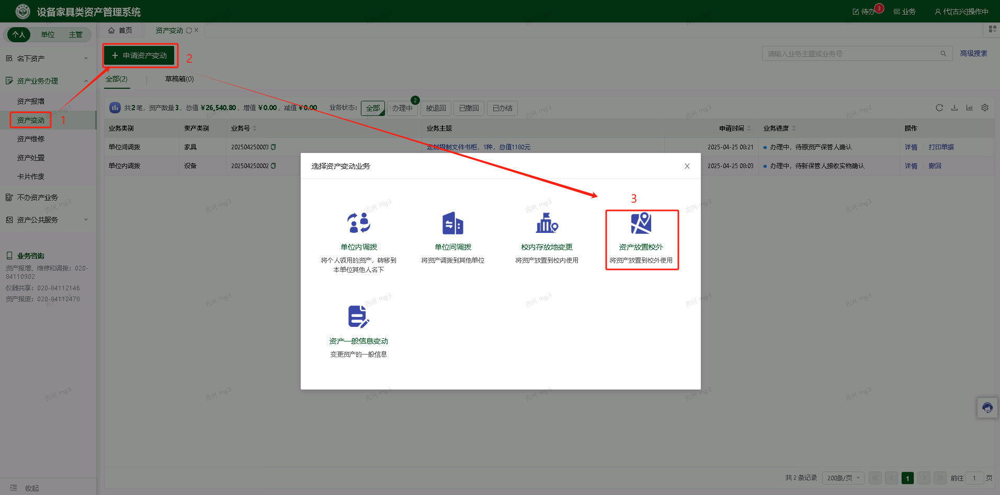 设备家具类资产管理系统
待办 3 业务 代[古兴]操作中
个人 单位 主管
首页 资产变动
名下资产
资产业务办理
资产报增
资产变动 1
资产维修
资产处置
卡片作废
不办资产业务
资产公共服务
业务咨询
资产报增、维修和调拨：020-
84110902
仪器共享：020-84112146
资产报废：020-84112478
收起
申请资产变动 2
请输入业务主题或业务号 高级搜索
全部(2) 草稿箱(0)
共2笔，资产数量3，总值￥26,540.80，增值￥0.00，减值￥0.00 业务状态： 全部 办理中 2 被退回 已撤回 已办结
业务类别 资产类别 业务号 业务主题 申请时间 业务进度 操作
单位间调拨 家具 202504250003 定制钢制文件书柜，1种，总值1180元 2025-04-25 08:21 办理中，待原资产保管人确认 详情 打印单据
单位内调拨 设备 202504250002 2025-04-25 08:03 办理中，待新保管人接收实物确认 详情 撤回
选择资产变动业务
3
单位内调拨
将个人领用的资产，转移到
本单位其他人名下
单位间调拨
将资产调拨到其他单位
校内存放地变更
将资产放置到校内使用
资产放置校外
将资产放置到校外使用
资产一般信息变动
变更资产的一般信息
共 2 条记录 200条/页 1 前往 1 页
古兴 ing3